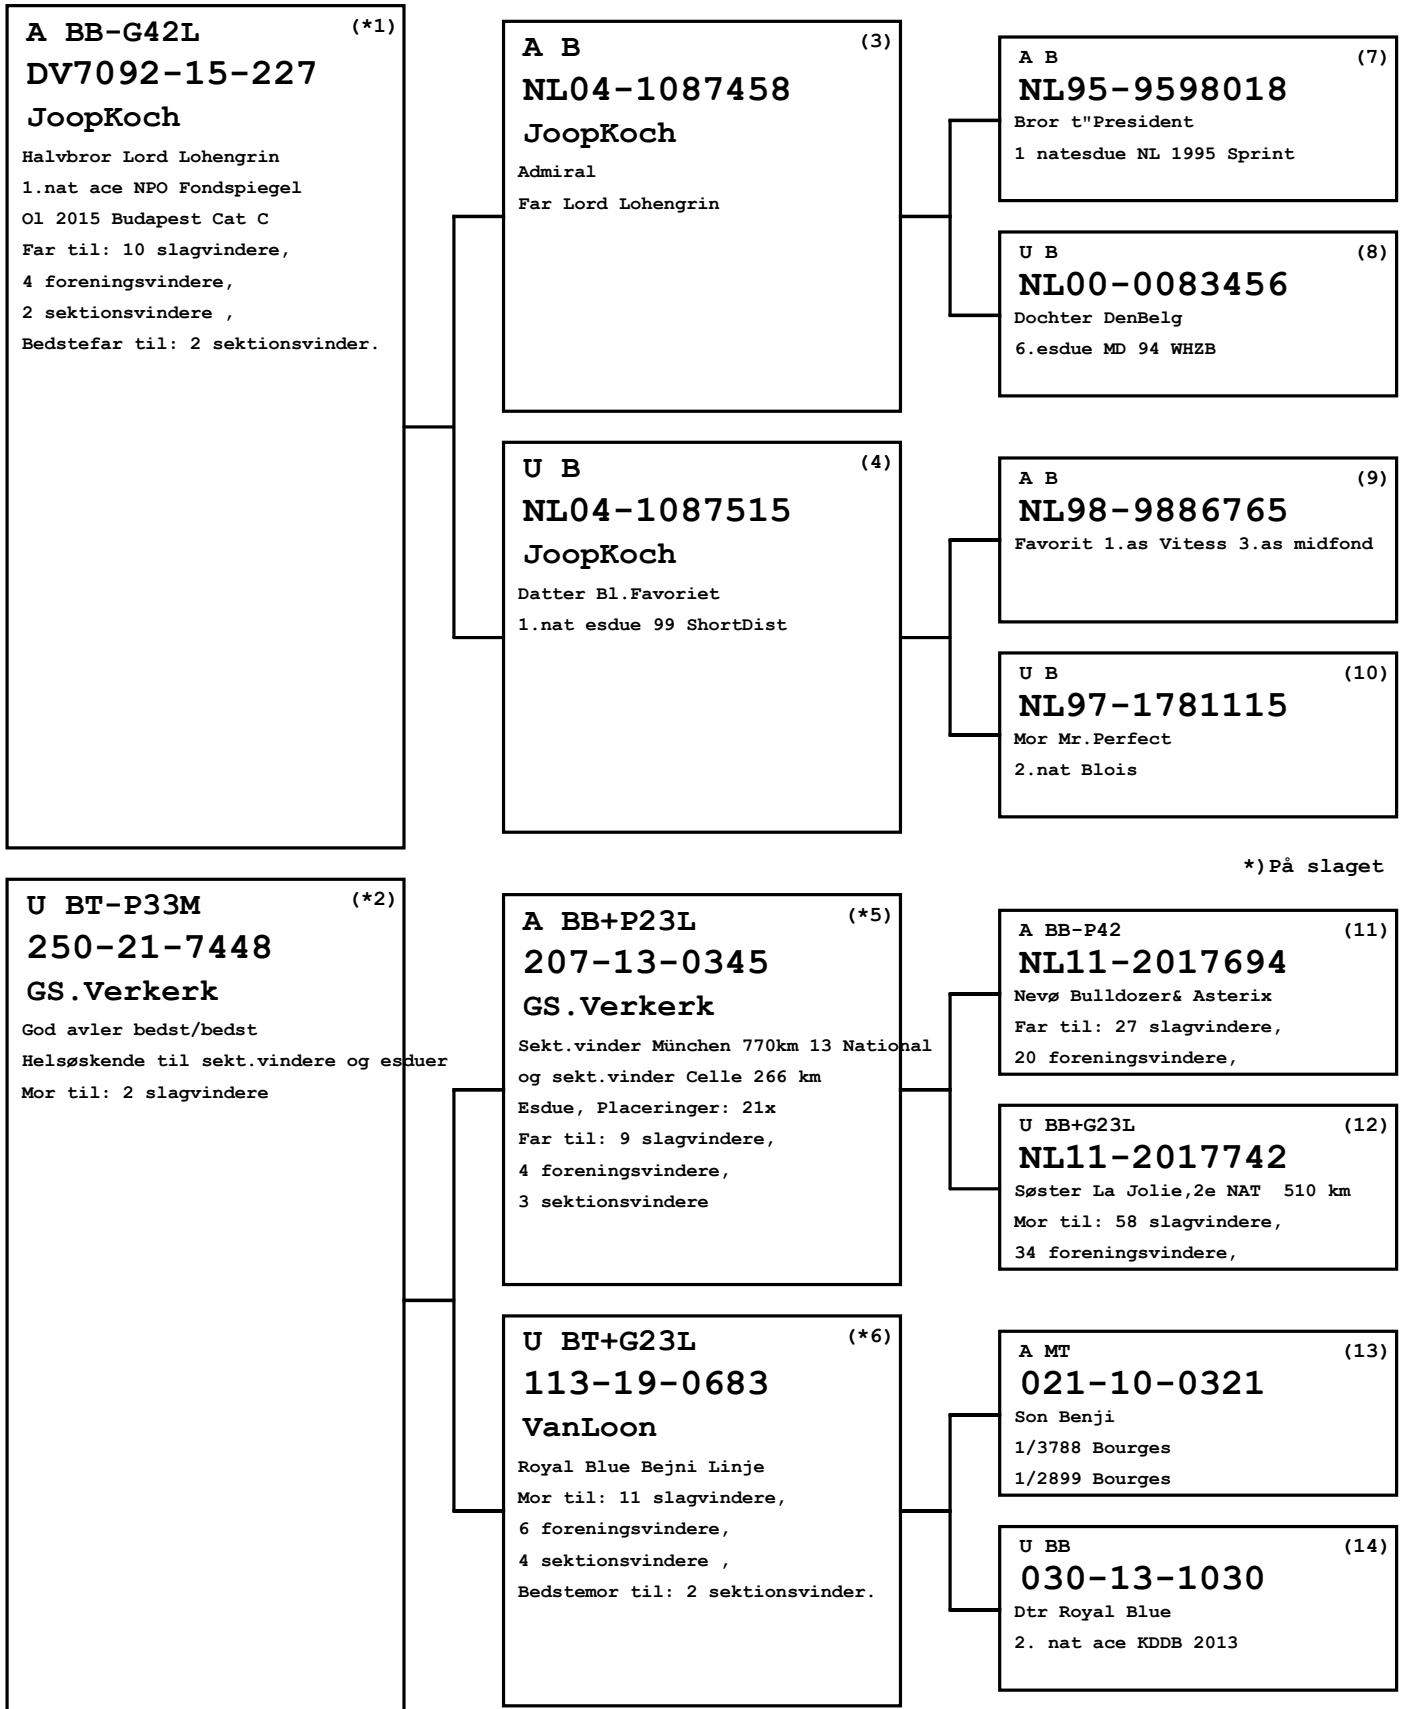 A BB-G42L (*1)
DV7092-15-227
JoopKoch
Halvbror Lord Lohengrin
1.nat ace NPO Fondspiegel
Ol 2015 Budapest Cat C
Far til: 10 slagvindere,
4 foreningsvindere,
2 sektionsvindere ,
Bedstefar til: 2 sektionsvinder.
A B (3)
NL04-1087458
JoopKoch
Admiral
Far Lord Lohengrin
A B (7)
NL95-9598018
Bror t"President
1 natesdue NL 1995 Sprint
U B (8)
NL00-0083456
Dochter DenBelg
6.esdue MD 94 WHZB
U B (4)
NL04-1087515
JoopKoch
Datter Bl.Favoriet
1.nat esdue 99 ShortDist
A B (9)
NL98-9886765
Favorit 1.as Vitess 3.as midfond
U B (10)
NL97-1781115
Mor Mr.Perfect
2.nat Blois
*)På slaget
U BT-P33M (*2)
250-21-7448
GS.Verkerk
God avler bedst/bedst
Helsøskende til sekt.vindere og esduer
Mor til: 2 slagvindere
A BB+P23L (*5)
207-13-0345
GS.Verkerk
Sekt.vinder München 770km 13 National
og sekt.vinder Celle 266 km
Esdue, Placeringer: 21x
Far til: 9 slagvindere,
4 foreningsvindere,
3 sektionsvindere
A BB-P42 (11)
NL11-2017694
Nevø Bulldozer& Asterix
Far til: 27 slagvindere,
20 foreningsvindere,
U BB+G23L (12)
NL11-2017742
Søster La Jolie,2e NAT  510 km
Mor til: 58 slagvindere,
34 foreningsvindere,
U BT+G23L (*6)
113-19-0683
VanLoon
Royal Blue Bejni Linje
Mor til: 11 slagvindere,
6 foreningsvindere,
4 sektionsvindere ,
Bedstemor til: 2 sektionsvinder.
A MT (13)
021-10-0321
Son Benji
1/3788 Bourges
1/2899 Bourges
U BB (14)
030-13-1030
Dtr Royal Blue
2. nat ace KDDB 2013